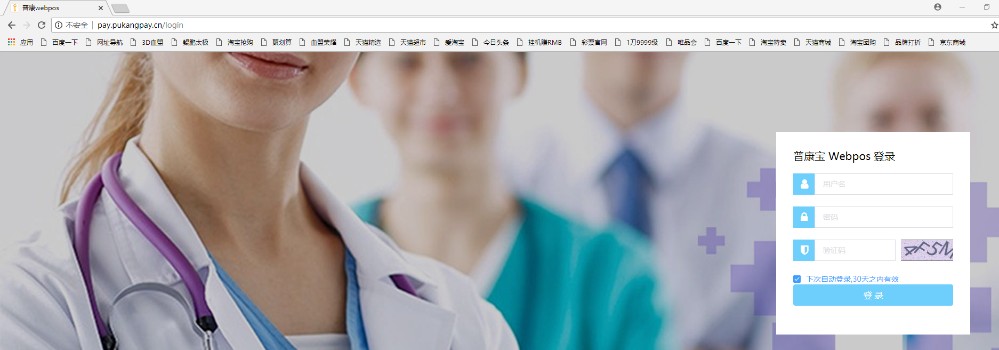 普康webpos
不安全 pay.pukangpay.cn/login
应用 百度一下 网址导航 3D血盟 鲲鹏太极 淘宝抢购 聚划算 血盟荣耀 天猫精选 天猫超市 爱淘宝 今日头条 挂机赚RMB 彩票官网 1刀9999级 唯品会 百度一下 淘宝特卖 天猫商城 淘宝团购 品牌打折 京东商城
普康宝 Webpos 登录
用户名
密码
验证码
下次自动登录,30天之内有效
登 录